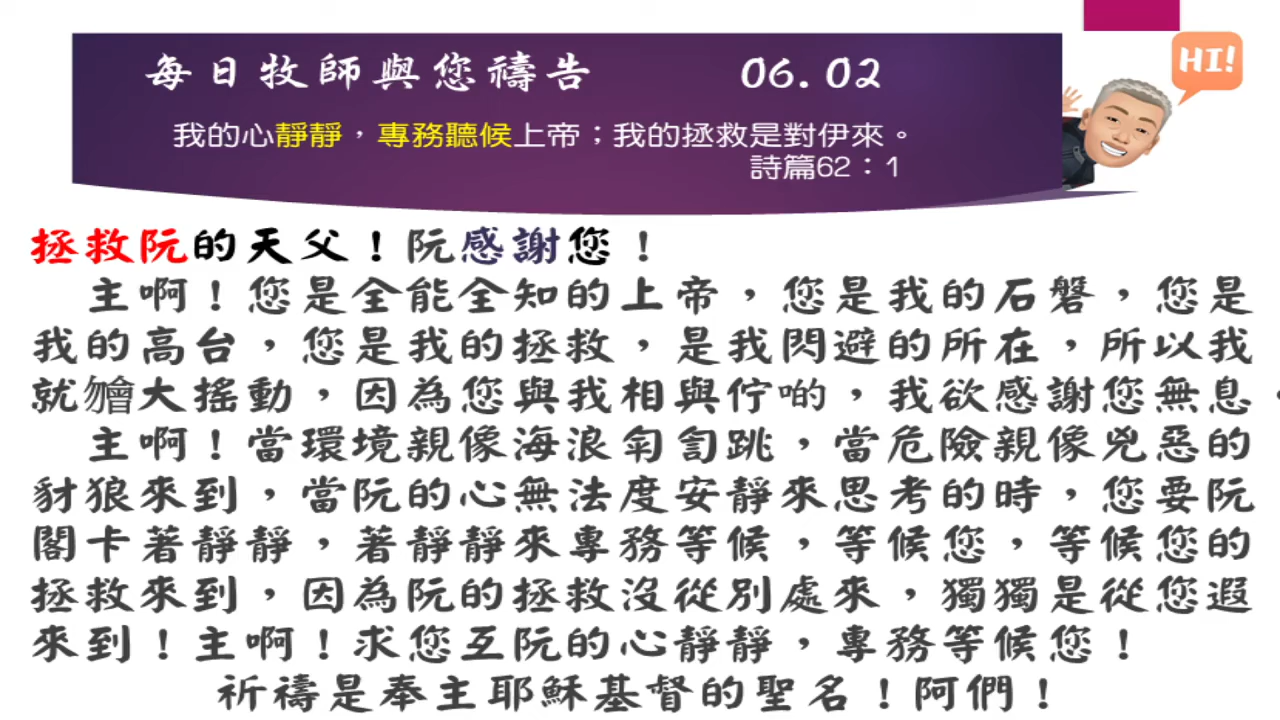 每日牧師與您禱告 06.02
HI!
我的心靜靜，專務聽候上帝；我的拯救是對伊來。
詩篇62：1
拯救阮的天父！阮感謝您！
主啊！您是全能全知的上帝，您是我的石磐，您是
我的高台，您是我的拯救，是我閃避的所在，所以我
就獪大搖動，因為您與我相與佇啲，我欲感謝您無息，
主啊！當環境親像海浪匉訇跳，當危險親像兇惡的
豺狼來到，當阮的心無法度安靜來思考的時，您要阮
閣卡著靜靜，著靜靜來專務等候，等候您，等候您的
拯救來到，因為阮的拯救沒從別處來，獨獨是從您遐
來到！主啊！求您互阮的心靜靜，專務等候您！
祈禱是奉主耶穌基督的聖名！阿們！